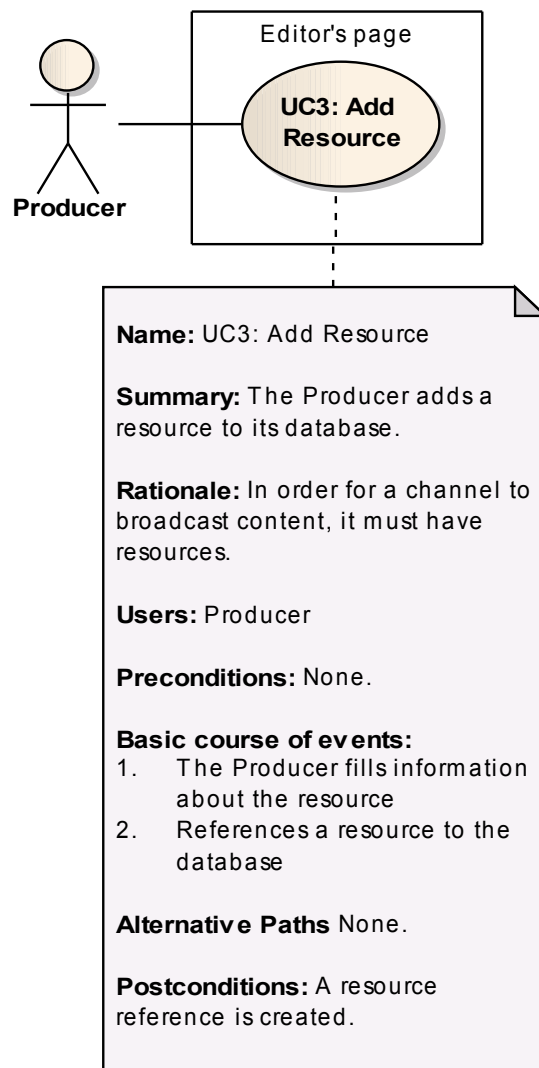 Editor's page
UC3: Add
Resource
Producer
Name: UC3: Add Resource
Summary: The Producer adds a
resource to its database.
Rationale: In order for a channel to
broadcast content, it must have
resources.
Users: Producer
Preconditions: None.
Basic course of events:
1. The Producer fills information
about the resource
2. References a resource to the
database
Alternative Paths None.
Postconditions: A resource
reference is created.